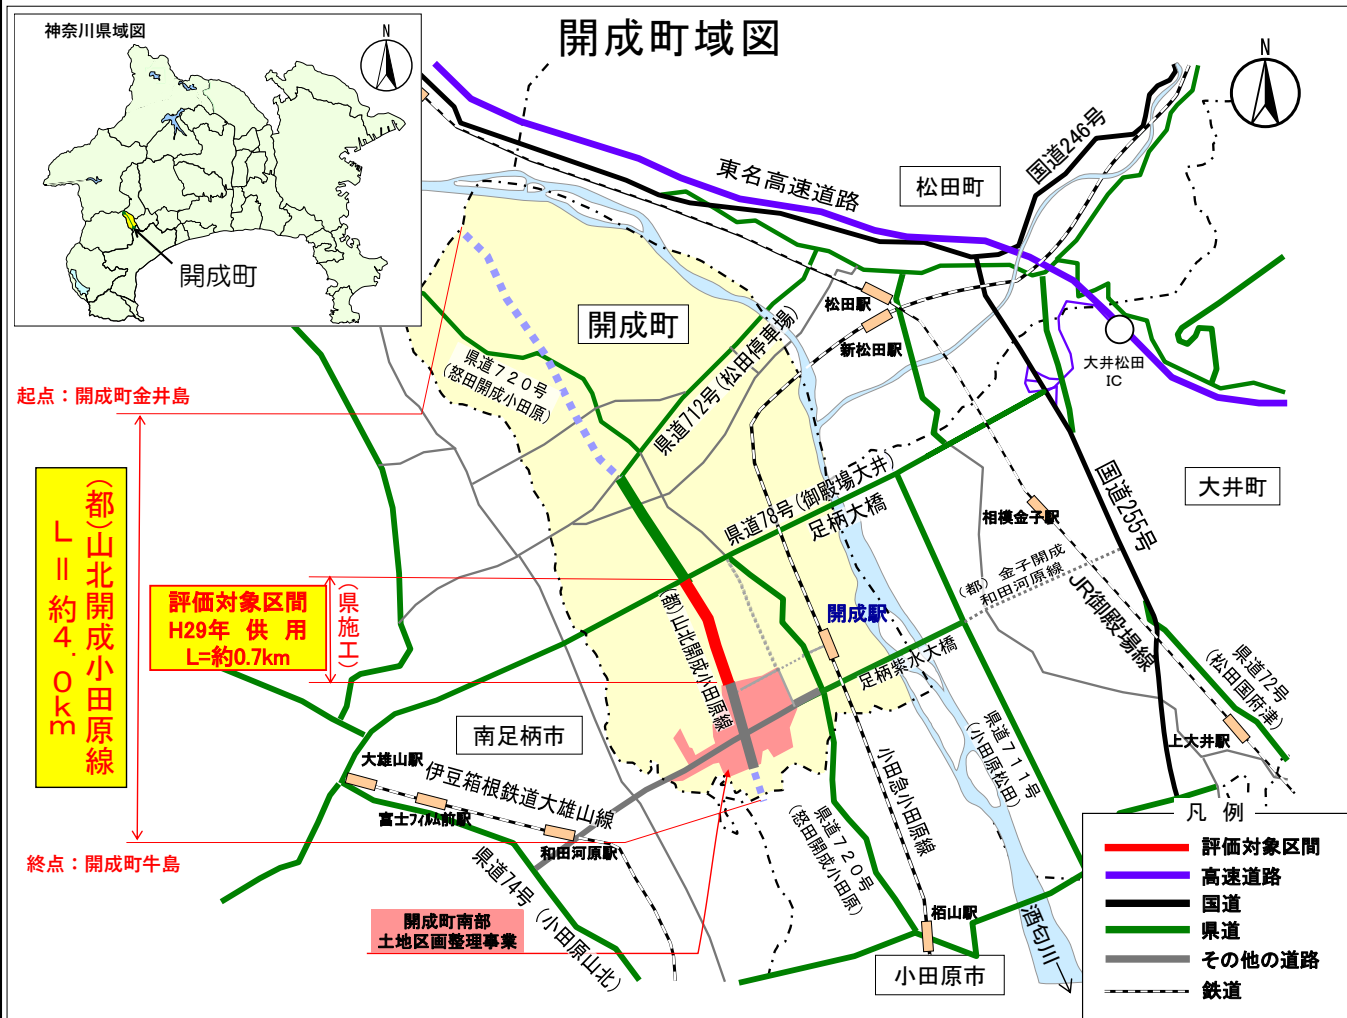 開成町域図
神奈川県域図
N
開成町
N
東名高速道路
松田町
国道246号
開成町
松田駅
新松田駅
大井松田
IC
県道７２０号
(怒田開成小田原)
県道712号(松田停車場)
起点：開成町金井島
(都)山北開成小田原線
L＝約4.0km
評価対象区間
H29年 供 用
L=約0.7km
(県施工)
県道78号(御殿場大井)
足柄大橋
大井町
国道255号
相模金子駅
(都) 金子開成
和田河原線
JR御殿場線
開成駅
(都)山北開成小田原線
足柄紫水大橋
県道72号
(松田国府津)
上大井駅
県道７１１号
(小田原松田)
南足柄市
大雄山駅
伊豆箱根鉄道大雄山線
富士フイルム前駅
和田河原駅
小田急小田原線
県道７２０号
(怒田開成小田原)
終点：開成町牛島
県道74号 (小田原山北)
開成町南部
土地区画整理事業
栢山駅
小田原市
酒匂川
凡 例
評価対象区間
高速道路
国道
県道
その他の道路
鉄道